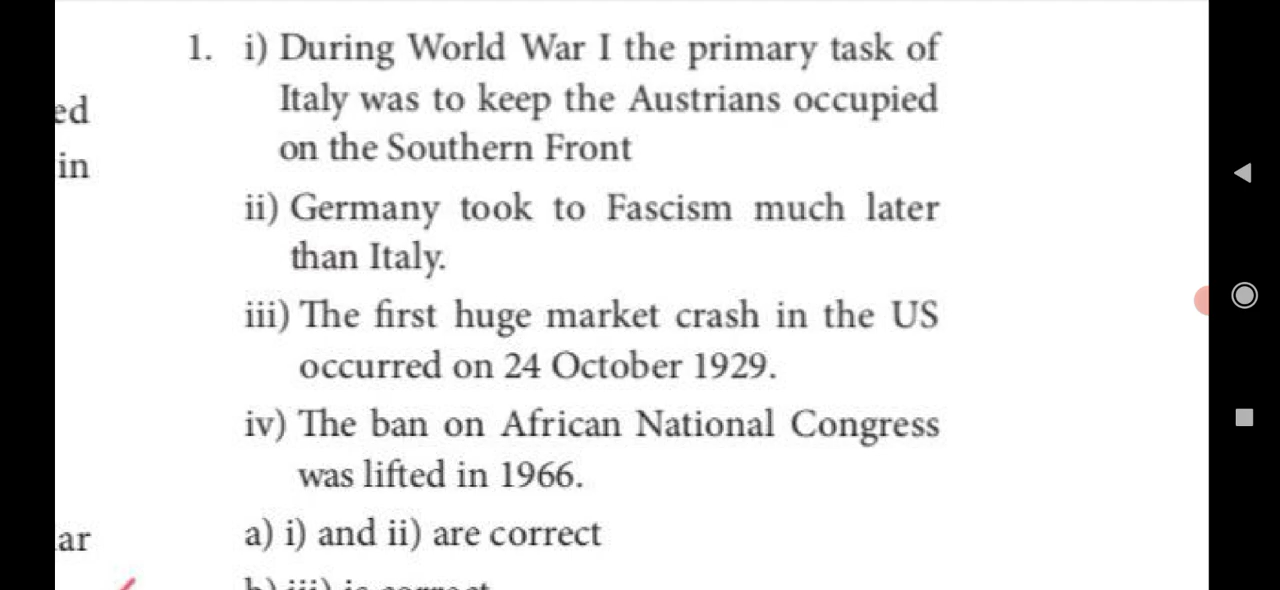 1. i) During World War I the primary task of
Italy was to keep the Austrians occupied
on the Southern Front
ii) Germany took to Fascism much later
than Italy.
iii) The first huge market crash in the US
occurred on 24 October 1929.
iv) The ban on African National Congress
was lifted in 1966.
a) i) and ii) are correct
b) iii) is correct
ed
in
ar